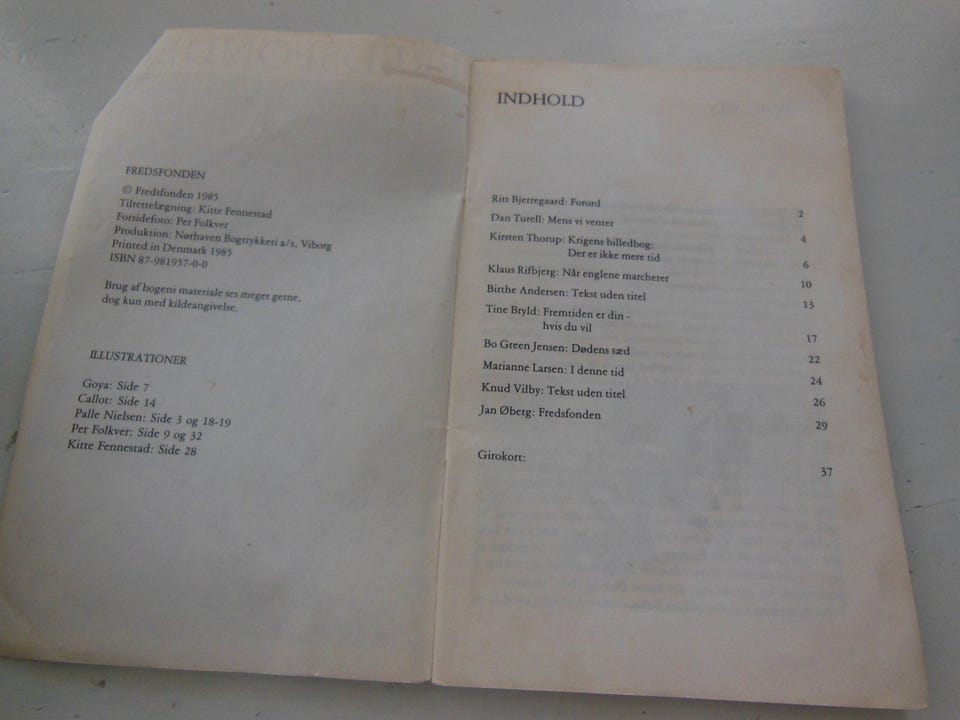 FREDSFONDEN
© Fredsfonden 1985
Tilrettelægning: Kitte Fennestad
Forsidefoto: Per Folkver
Produktion: Nørhaven Bogtrykkeri a/s, Viborg
Printed in Denmark 1985
ISBN 87-981957-0-0
Brug af bogens materiale ses meget gerne,
dog kun med kildeangivelse.
ILLUSTRATIONER
Goya: Side 7
Callot: Side 14
Palle Nielsen: Side 3 og 18-19
Per Folkver: Side 9 og 32
Kitte Fennestad: Side 28
INDHOLD
Ritt Bjerregaard: Forord 2
Dan Turell: Mens vi venter 4
Kirsten Thorup: Krigens billedbog:
Der er ikke mere tid 6
Klaus Rifbjerg: Når englene marcherer 10
Birthe Andersen: Tekst uden titel 13
Tine Bryld: Fremtiden er din -
hvis du vil 17
Bo Green Jensen: Dødens sæd 22
Marianne Larsen: I denne tid 24
Knud Vilby: Tekst uden titel 26
Jan Øberg: Fredsfonden 29
Girokort: 37